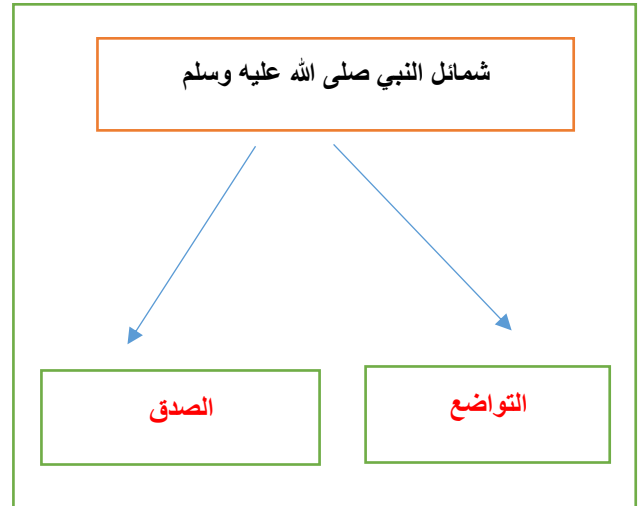 شمائل النبي صلى الله عليه وسلم
التواضع
الصدق